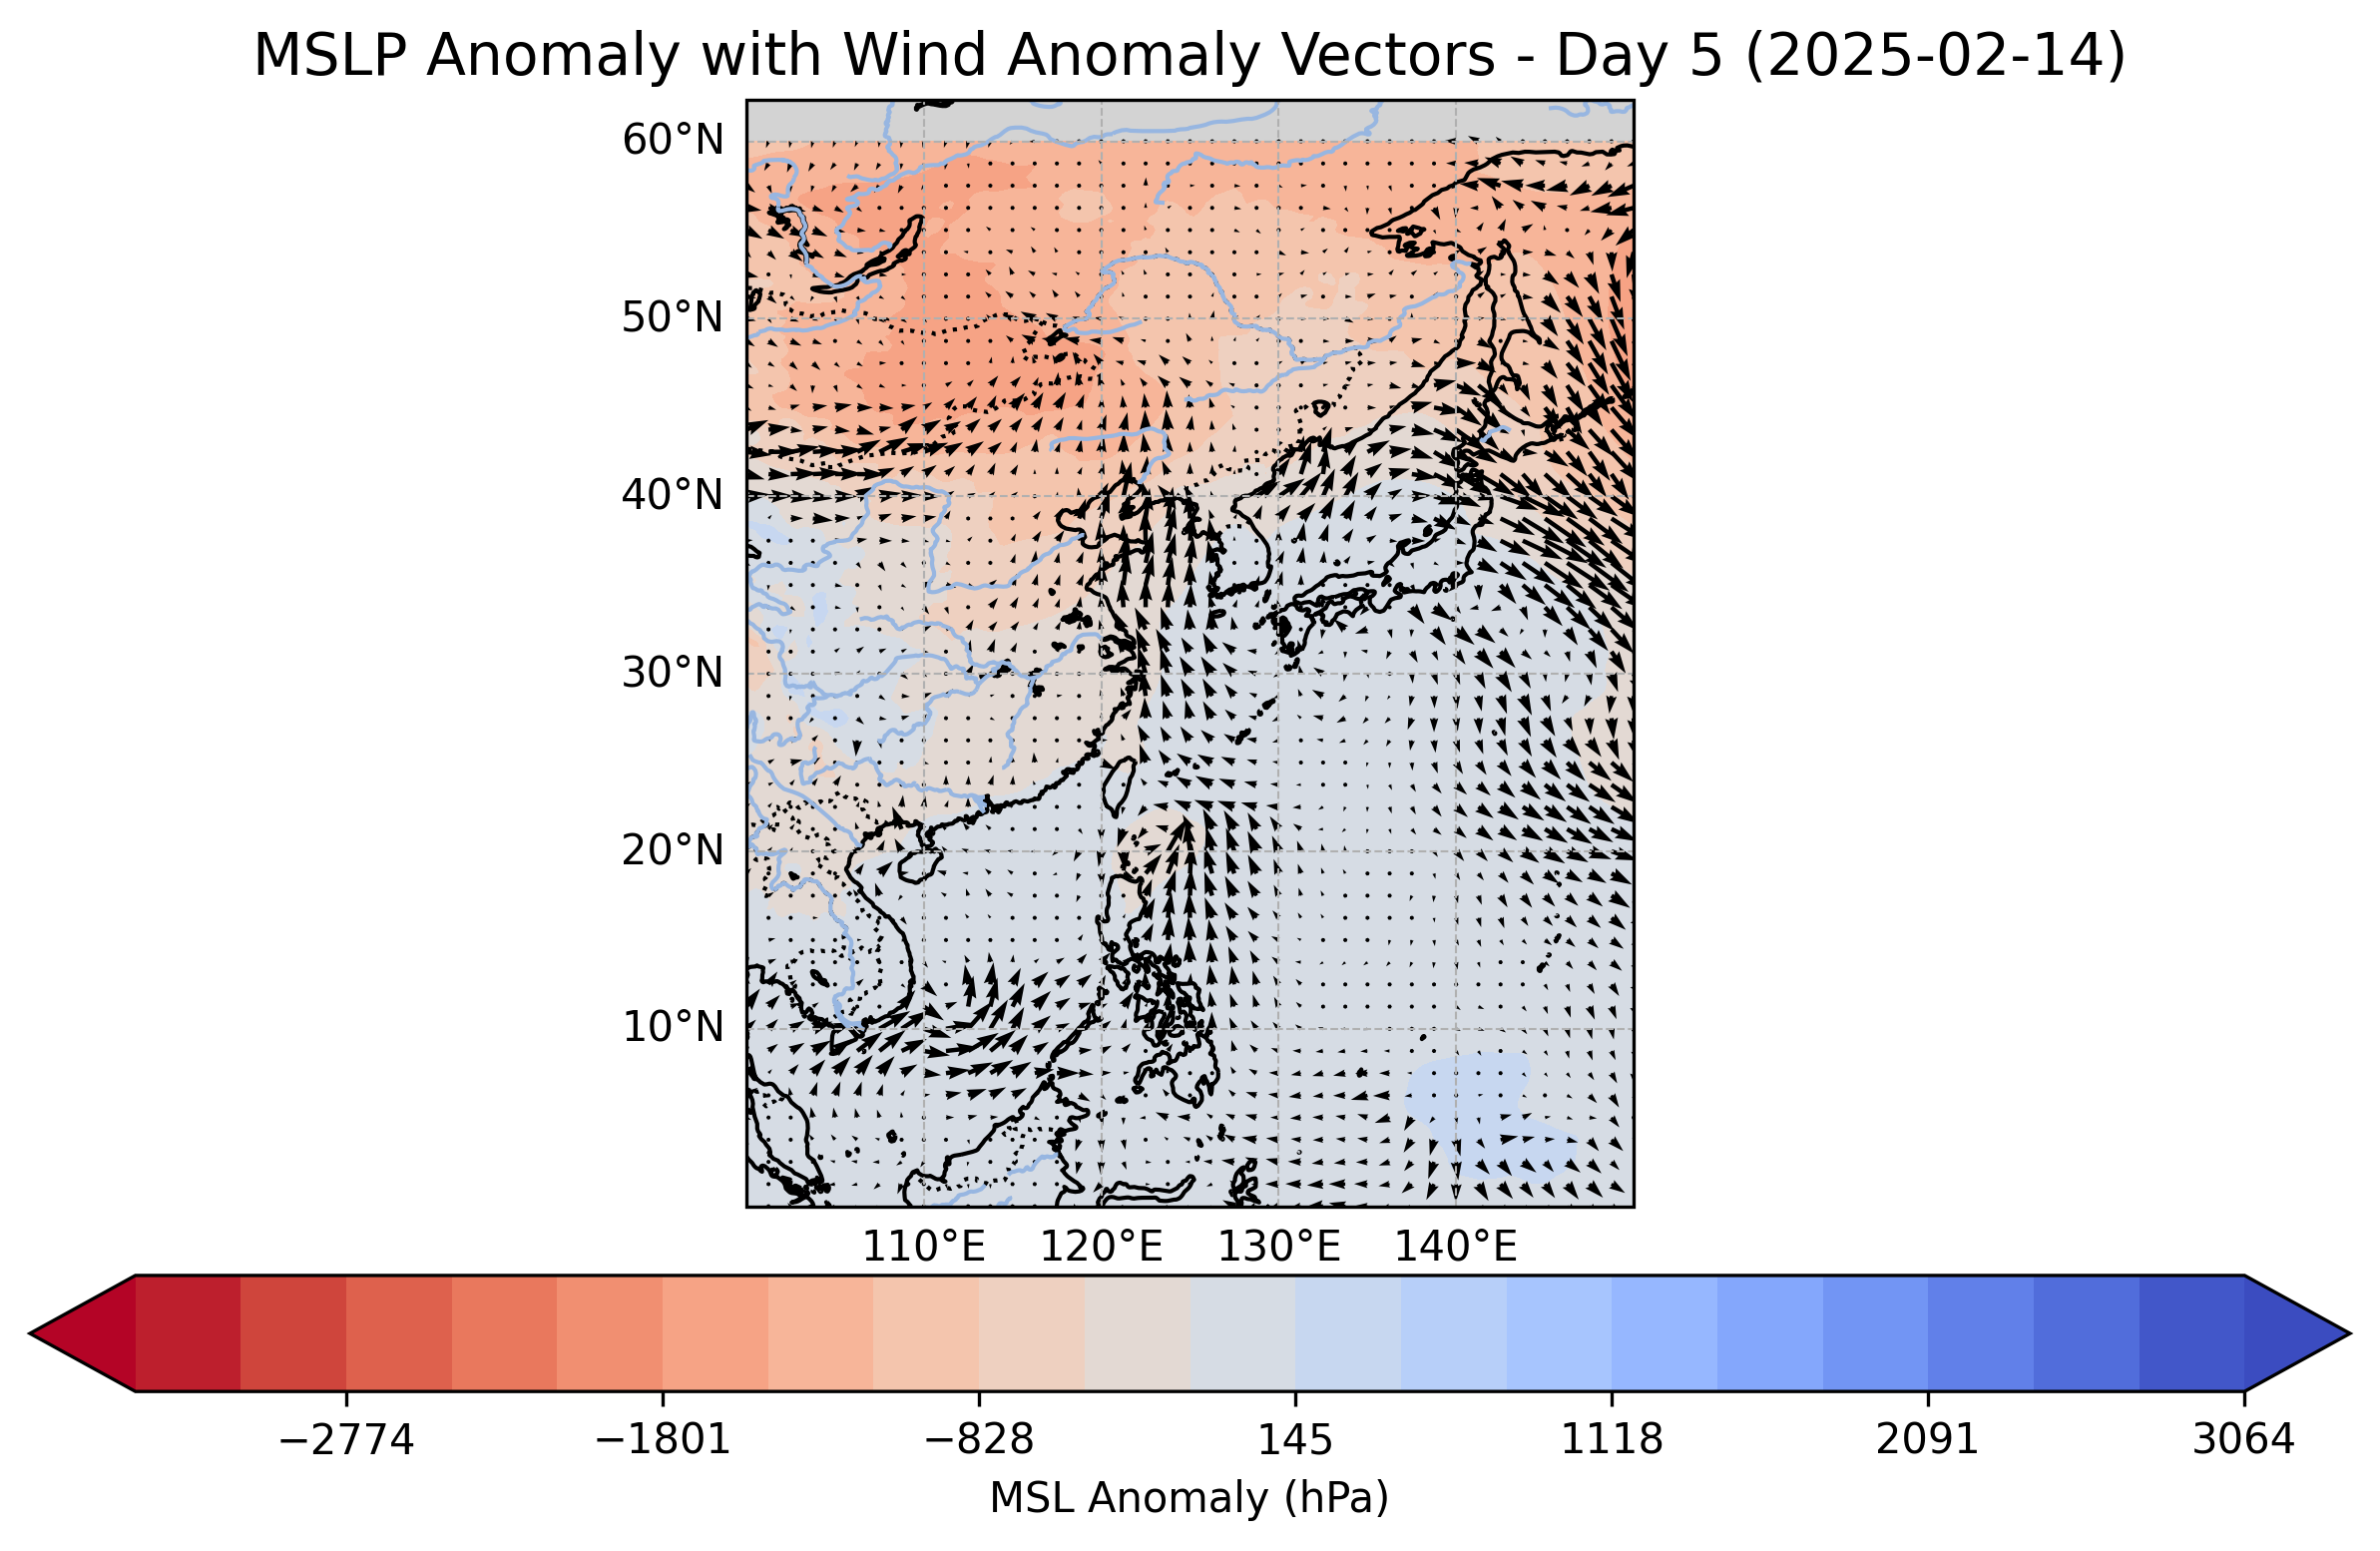 MSLP Anomaly with Wind Anomaly Vectors - Day 5 (2025-02-14)
60°N
50°N
40°N
30°N
20°N
10°N
110°E 120°E 130°E 140°E
−2774 −1801 −828 145 1118 2091 3064
MSL Anomaly (hPa)